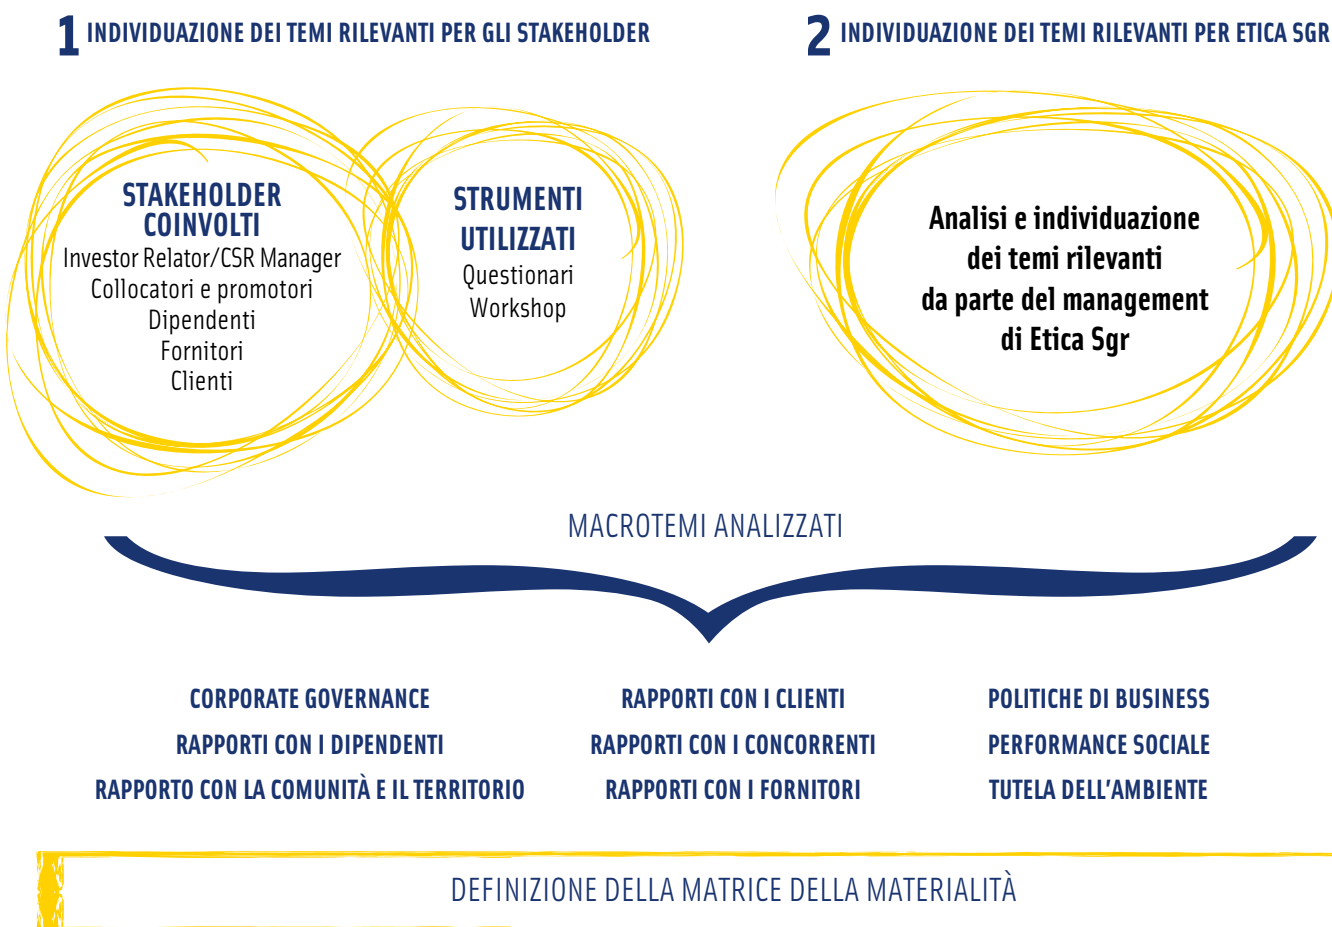 1 INDIVIDUAZIONE DEI TEMI RILEVANTI PER GLI STAKEHOLDER
STAKEHOLDER
COINVOLTI
Investor Relator/CSR Manager
Collocatori e promotori
Dipendenti
Fornitori
Clienti
STRUMENTI
UTILIZZATI
Questionari
Workshop
2 INDIVIDUAZIONE DEI TEMI RILEVANTI PER ETICA SGR
Analisi e individuazione
dei temi rilevanti
da parte del management
di Etica Sgr
MACROTEMI ANALIZZATI
CORPORATE GOVERNANCE
RAPPORTI CON I DIPENDENTI
RAPPORTO CON LA COMUNITÀ E IL TERRITORIO
RAPPORTI CON I CLIENTI
RAPPORTI CON I CONCORRENTI
RAPPORTI CON I FORNITORI
POLITICHE DI BUSINESS
PERFORMANCE SOCIALE
TUTELA DELL'AMBIENTE
DEFINIZIONE DELLA MATRICE DELLA MATERIALITÀ